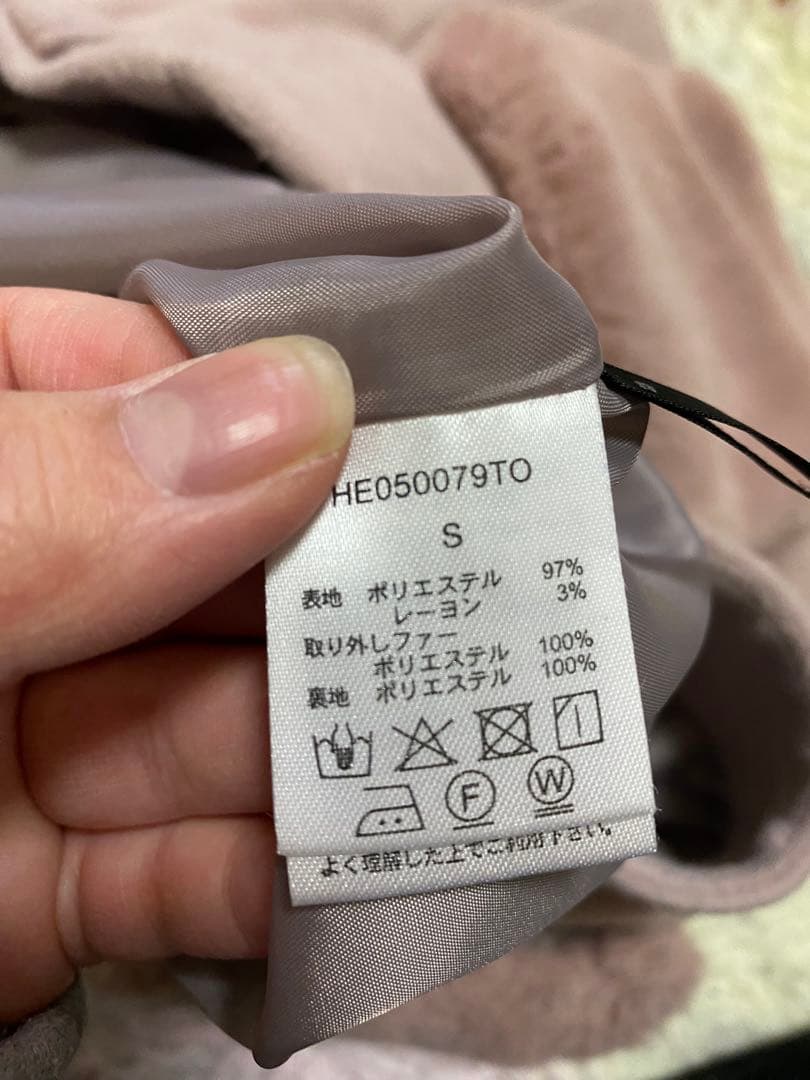 HE050079TO
S
表地 ポリエステル 97%
レーヨン 3%
取り外しファー
ポリエステル 100%
裏地 ポリエステル 100%
F W
よく理解した上でご利用下さい。